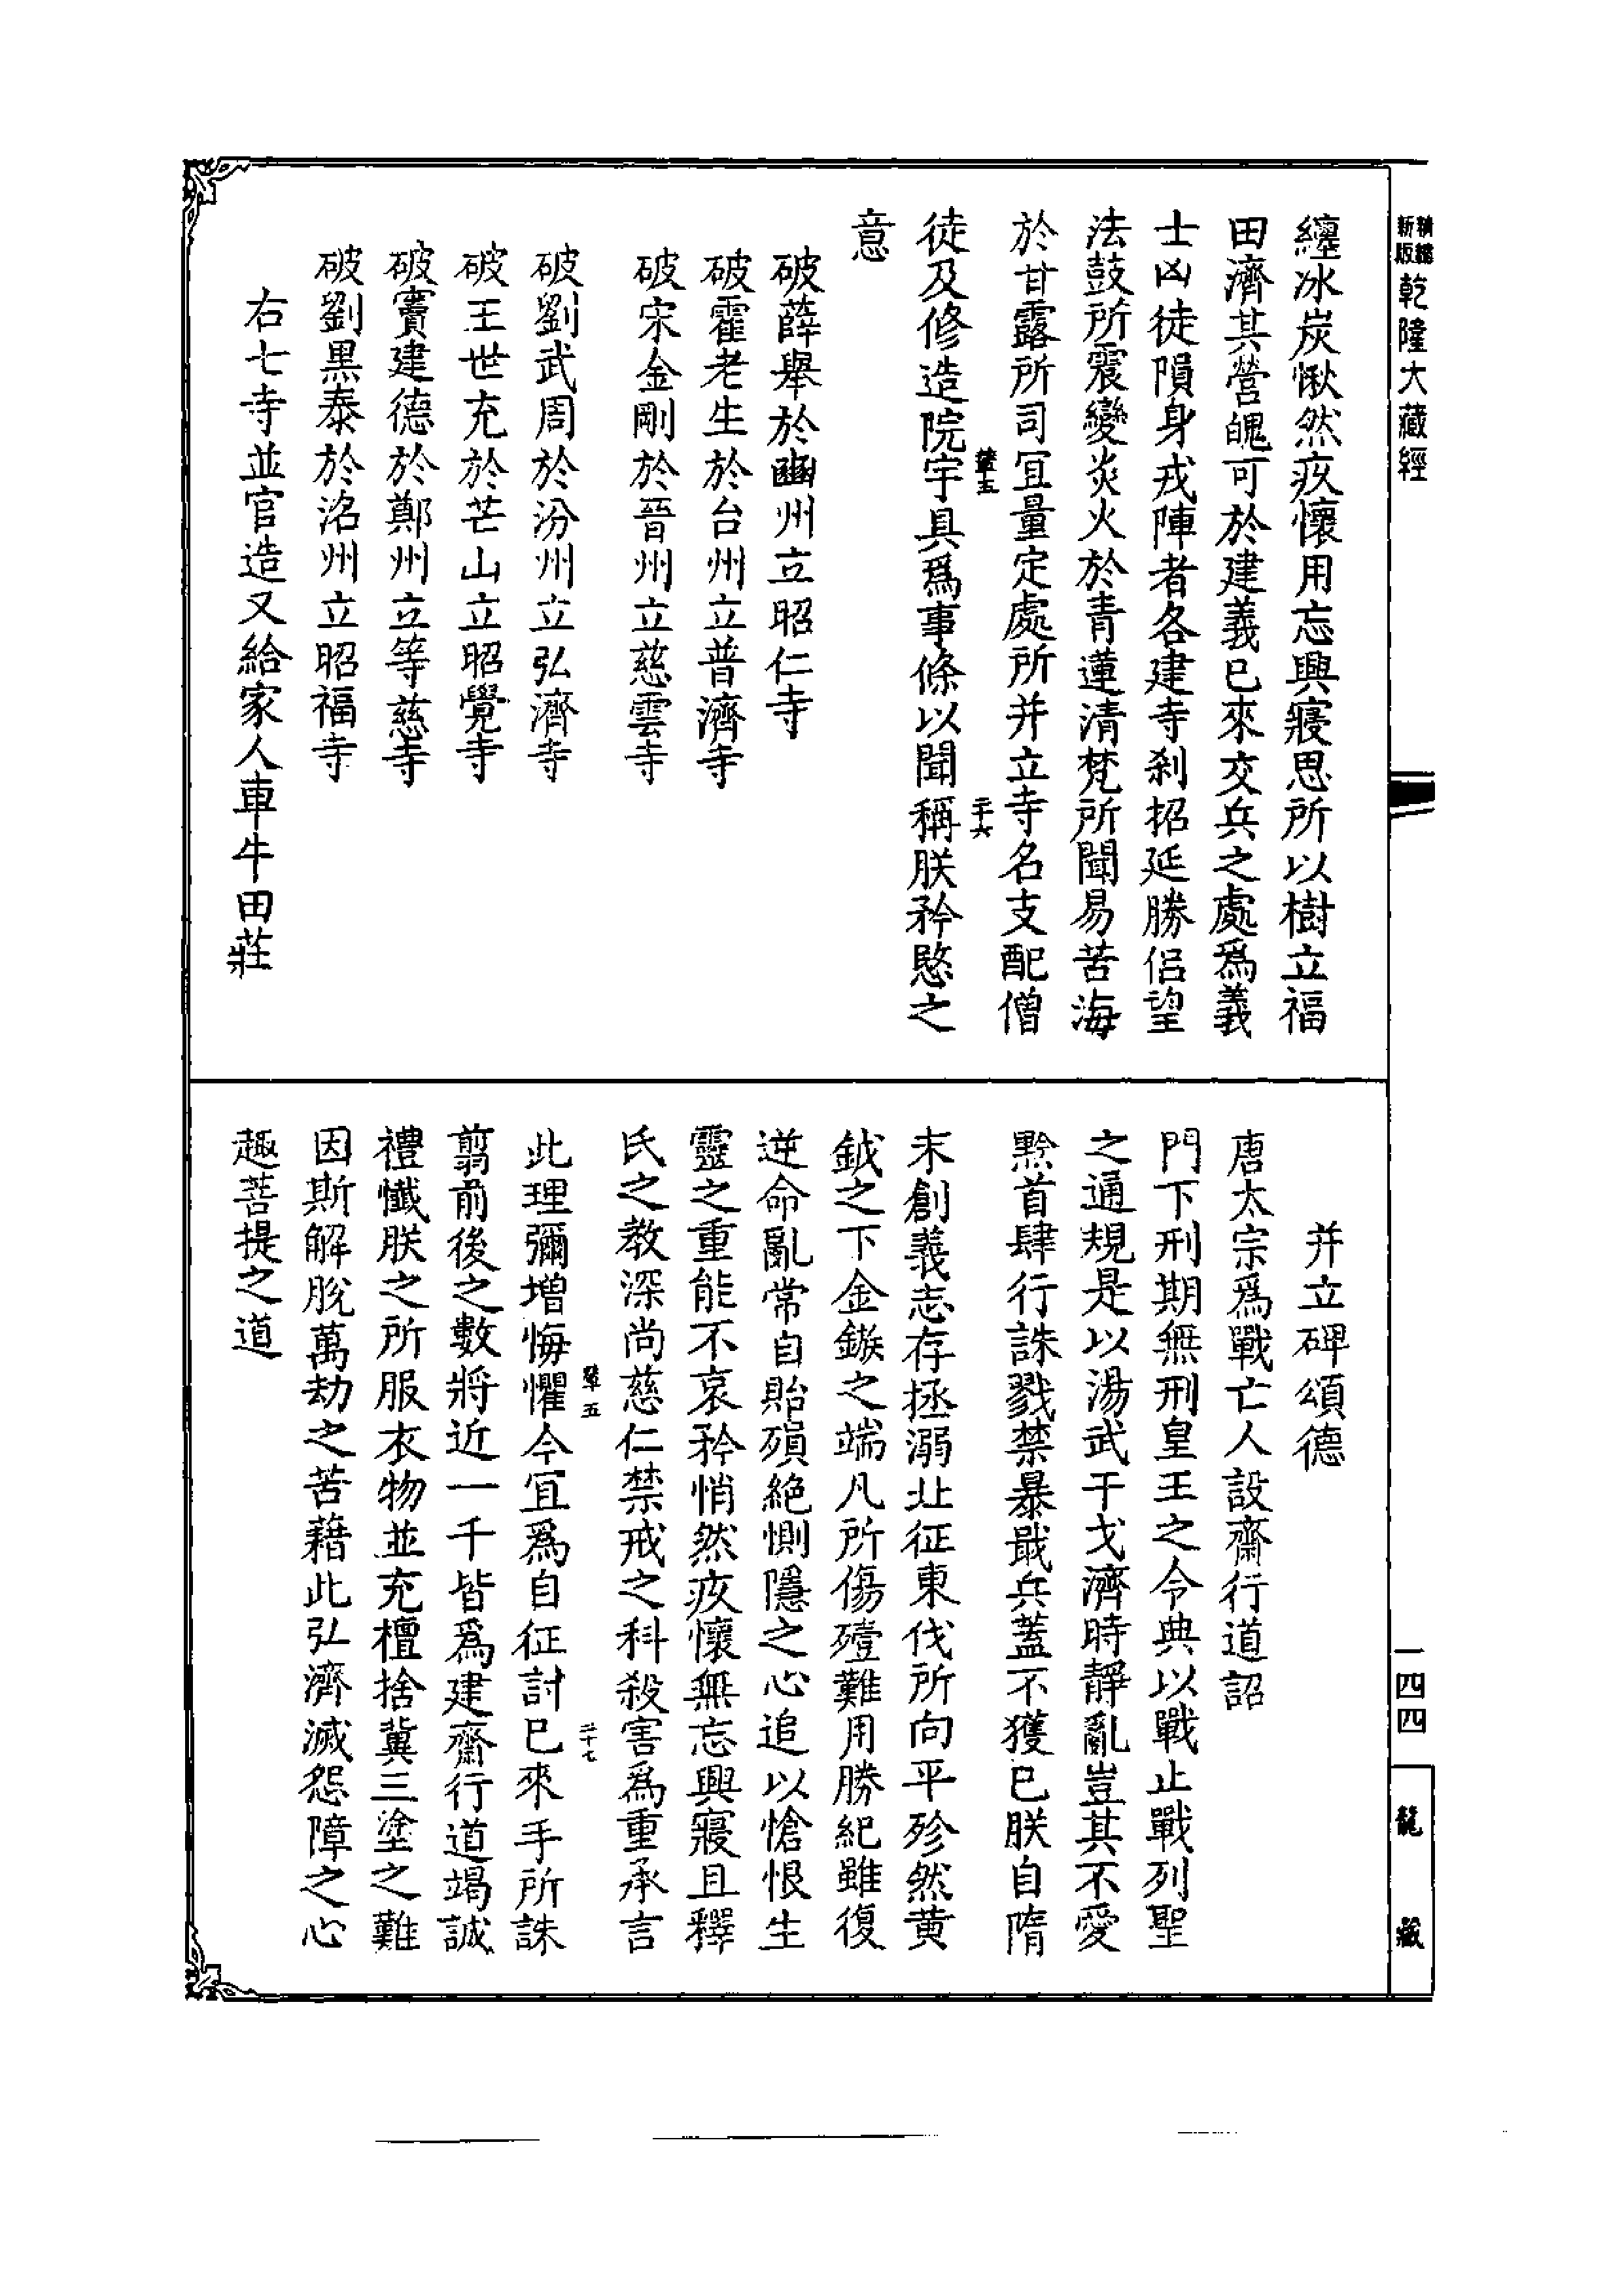 新版精縮乾隆大藏經
纏冰炭愀然疚懷用忘興寢思所以樹立福
田濟其營魄可於建義已來交兵之處為義
士凶徒隕身戎陣者各建寺剎招延勝侶望
法鼓所震變炎火於青蓮清梵所聞易苦海
於甘露所司宜量定處所并立寺名支配僧
徒及修造院宇具為事條以聞稱朕矜愍之
意
破薛舉於豳州立昭仁寺
破霍老生於台州立普濟寺
破宋金剛於晉州立慈雲寺
破劉武周於汾州立弘濟寺
破王世充於芒山立昭覺寺
破竇建德於鄭州立等慈寺
破劉黑泰於洺州立昭福寺
右七寺並官造又給家人車牛田莊
五
二十六
并立碑頌德
唐太宗為戰亡人設齋行道詔
門下刑期無刑皇王之令典以戰止戰列聖
之通規是以湯武干戈濟時靜亂豈其不愛
黔首肆行誅戮禁暴戢兵蓋不獲已朕自隋
末創義志存拯溺北征東伐所向平殄然黃
鉞之下金鏃之端凡所傷殪難用勝紀雖復
逆命亂常自貽殞絕惻隱之心追以愴恨生
靈之重能不哀矜悄然疚懷無忘興寢且釋
氏之教深尚慈仁禁戒之科殺害為重承言
此理彌增悔懼今宜為自征討已來手所誅
翦前後之數將近一千皆為建齋行道竭誠
禮懺朕之所服衣物並充檀捨冀三塗之難
因斯解脫萬劫之苦藉此弘濟滅怨障之心
趣菩提之道
五
二十七
一四四
龍藏